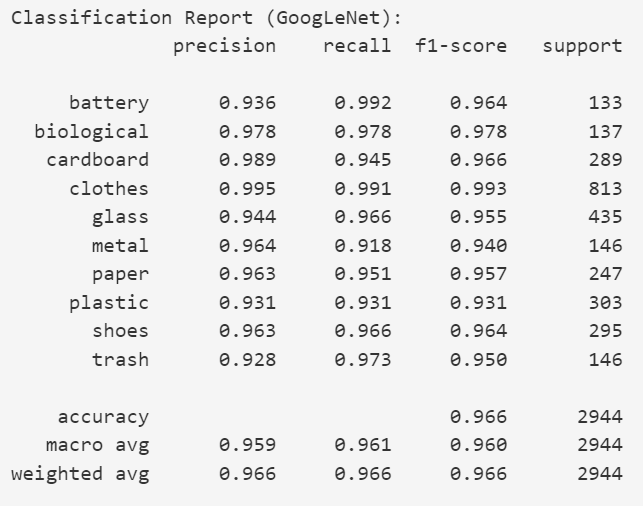 Classification Report (GoogLeNet):
              precision    recall  f1-score   support

     battery      0.936     0.992     0.964       133
  biological      0.978     0.978     0.978       137
   cardboard      0.989     0.945     0.966       289
     clothes      0.995     0.991     0.993       813
       glass      0.944     0.966     0.955       435
       metal      0.964     0.918     0.940       146
       paper      0.963     0.951     0.957       247
     plastic      0.931     0.931     0.931       303
       shoes      0.963     0.966     0.964       295
       trash      0.928     0.973     0.950       146

    accuracy                          0.966      2944
   macro avg      0.959     0.961     0.960      2944
weighted avg      0.966     0.966     0.966      2944